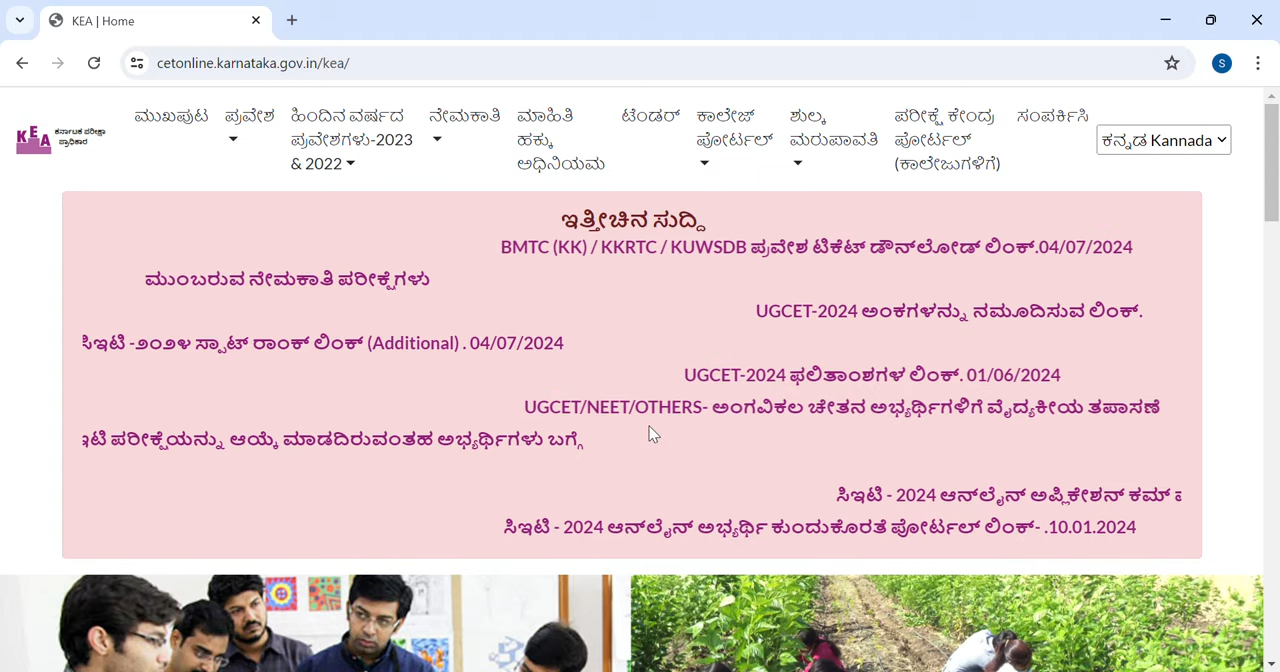 KEA | Home
cetonline.karnataka.gov.in/kea/
S
KEA
ಕರ್ನಾಟಕ ಪರೀಕ್ಷಾ
ಪ್ರಾಧಿಕಾರ
ಮುಖಪುಟ
ಪ್ರವೇಶ
ಹಿಂದಿನ ವರ್ಷದ
ಪ್ರವೇಶಗಳು-2023
& 2022
ನೇಮಕಾತಿ
ಮಾಹಿತಿ
ಹಕ್ಕು
ಅಧಿನಿಯಮ
ಟೆಂಡರ್
ಕಾಲೇಜ್
ಪೋರ್ಟಲ್
ಶುಲ್ಕ
ಮರುಪಾವತಿ
ಪರೀಕ್ಷೆ ಕೇಂದ್ರ
ಪೋರ್ಟಲ್
(ಕಾಲೇಜುಗಳಿಗೆ)
ಸಂಪರ್ಕಿಸಿ
ಕನ್ನಡ Kannada
ಇತ್ತೀಚಿನ ಸುದ್ದಿ
BMTC (KK) / KKRTC / KUWSDB ಪ್ರವೇಶ ಟಿಕೆಟ್ ಡೌನ್‌ಲೋಡ್ ಲಿಂಕ್.04/07/2024
ಮುಂಬರುವ ನೇಮಕಾತಿ ಪರೀಕ್ಷೆಗಳು
UGCET-2024 ಅಂಕಗಳನ್ನು ನಮೂದಿಸುವ ಲಿಂಕ್.
ಸಿಇಟಿ -೨೦೨೪ ಸ್ಪಾಟ್ ರಾಂಕ್ ಲಿಂಕ್ (Additional) . 04/07/2024
UGCET-2024 ಫಲಿತಾಂಶಗಳ ಲಿಂಕ್. 01/06/2024
UGCET/NEET/OTHERS- ಅಂಗವಿಕಲ ಚೇತನ ಅಭ್ಯರ್ಥಿಗಳಿಗೆ ವೈದ್ಯಕೀಯ ತಪಾಸಣೆ
ಇಟಿ ಪರೀಕ್ಷೆಯನ್ನು ಆಯ್ಕೆ ಮಾಡದಿರುವಂತಹ ಅಭ್ಯರ್ಥಿಗಳು ಬಗ್ಗೆ
ಸಿಇಟಿ - 2024 ಆನ್‌ಲೈನ್ ಅಪ್ಲಿಕೇಶನ್ ಕಮ್
ಸಿಇಟಿ - 2024 ಆನ್‌ಲೈನ್ ಅಭ್ಯರ್ಥಿ ಕುಂದುಕೊರತೆ ಪೋರ್ಟಲ್ ಲಿಂಕ್- .10.01.2024